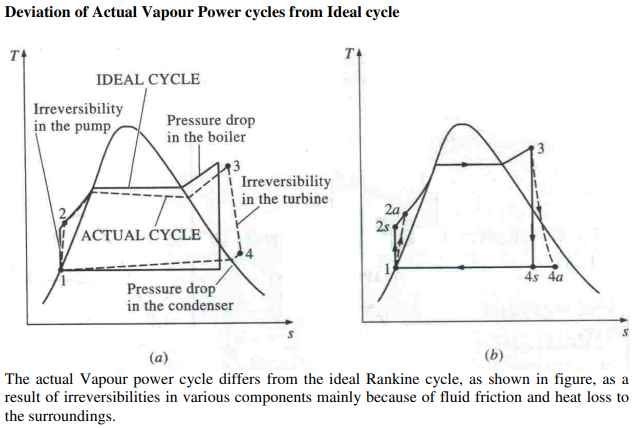 Deviation of Actual Vapour Power cycles from Ideal cycle
T
IDEAL CYCLE
Irreversibility
in the pump
Pressure drop
in the boiler
3
Irreversibility
in the turbine
2
ACTUAL CYCLE
4
1
Pressure drop
in the condenser
s
(a)
T
3
2a
2s
1
4s 4a
s
(b)
The actual Vapour power cycle differs from the ideal Rankine cycle, as shown in figure, as a
result of irreversibilities in various components mainly because of fluid friction and heat loss to
the surroundings.